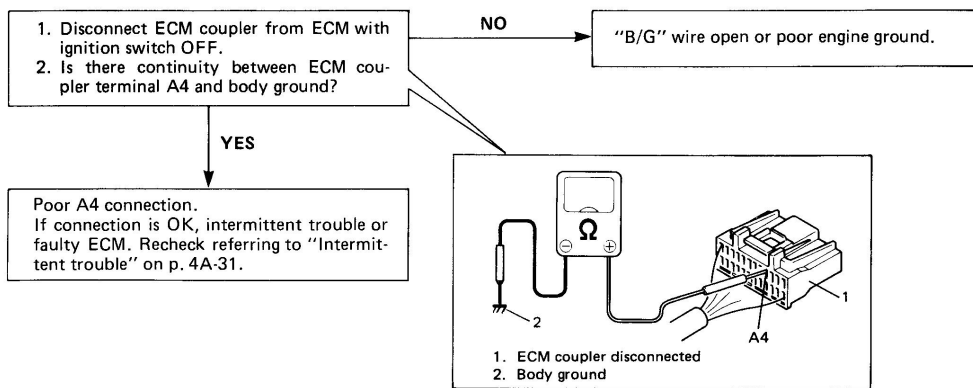 1. Disconnect ECM coupler from ECM with
ignition switch OFF.
2. Is there continuity between ECM cou-
pler terminal A4 and body ground?
NO
"B/G" wire open or poor engine ground.
YES
Poor A4 connection.
If connection is OK, intermittent trouble or
faulty ECM. Recheck referring to "Intermit-
tent trouble" on p. 4A-31.
Ω
⊖ ⊕
2
A4
1
1. ECM coupler disconnected
2. Body ground